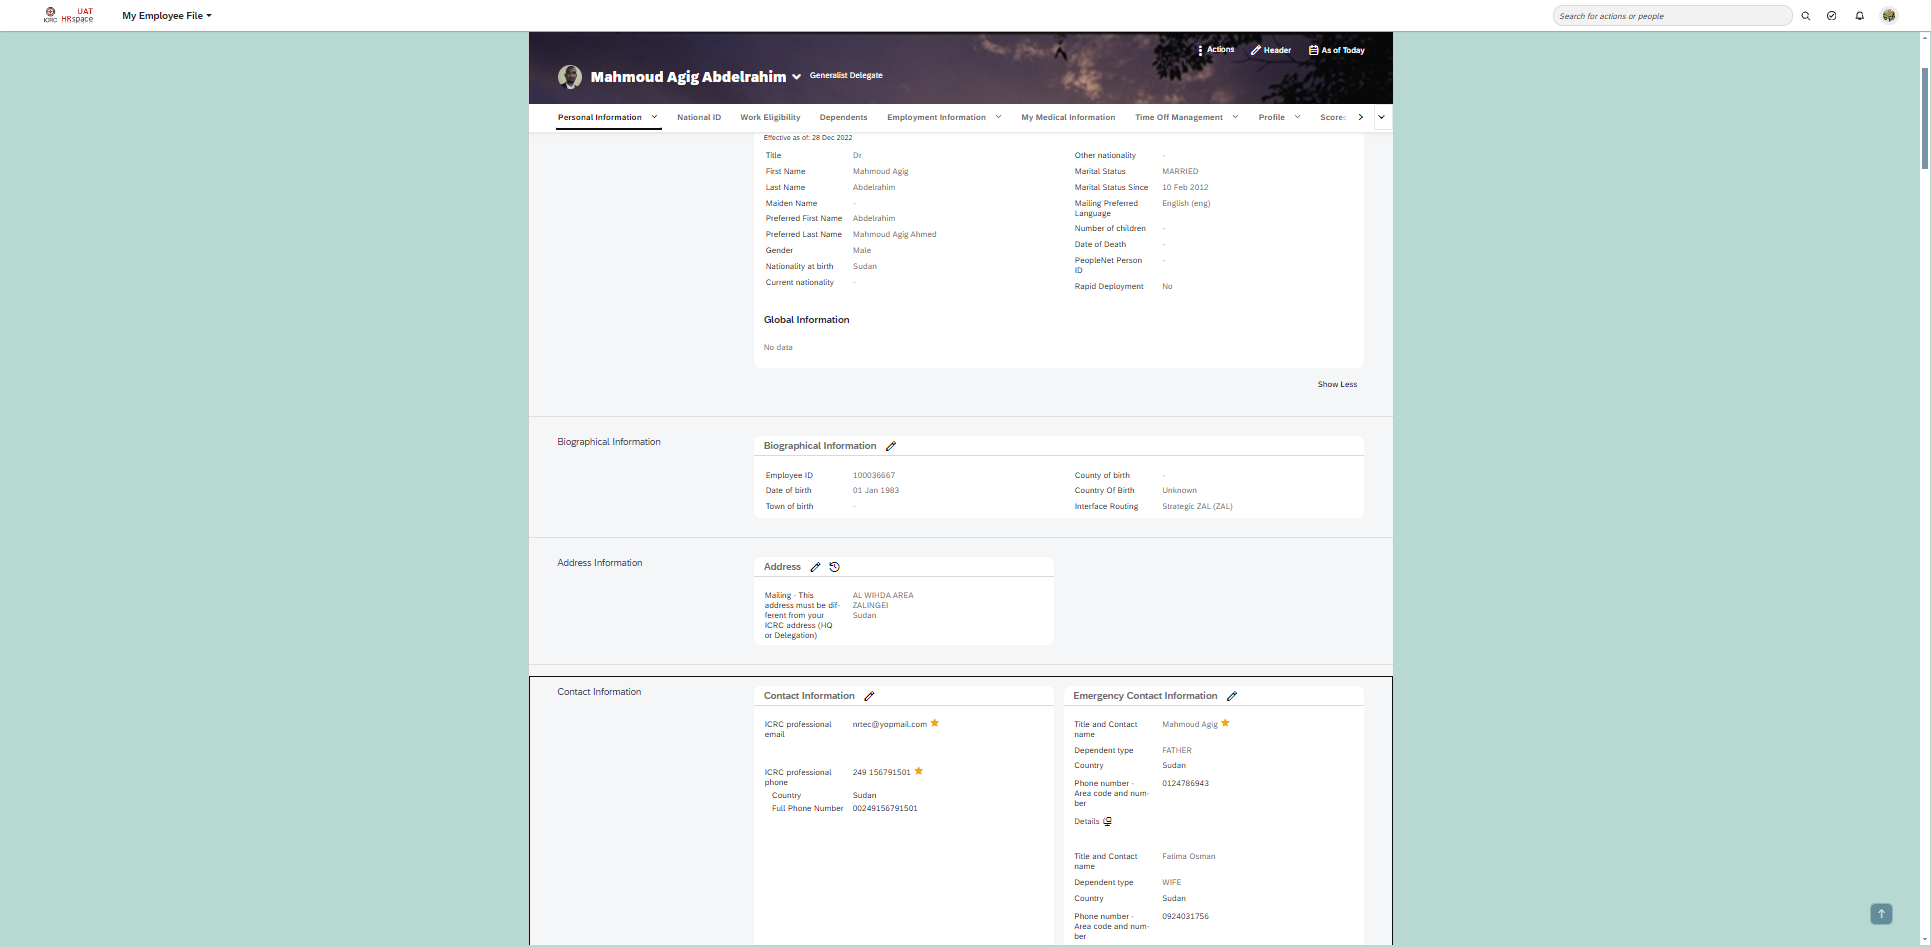 ICRC UAT HRspace
My Employee File
Search for actions or people
Actions Header As of Today
Mahmoud Agig Abdelrahim Generalist Delegate
Personal Information National ID Work Eligibility Dependents Employment Information My Medical Information Time Off Management Profile Score
Effective as of: 28 Dec 2022
Title Dr
First Name Mahmoud Agig
Last Name Abdelrahim
Maiden Name -
Preferred First Name Abdelrahim
Preferred Last Name Mahmoud Agig Ahmed
Gender Male
Nationality at birth Sudan
Current nationality -
Other nationality -
Marital Status MARRIED
Marital Status Since 10 Feb 2012
Mailing Preferred English (eng)
Language
Number of children -
Date of Death -
PeopleNet Person -
ID
Rapid Deployment No
Global Information
No data
Show Less
Biographical Information
Biographical Information
Employee ID 100036667
Date of birth 01 Jan 1983
Town of birth -
County of birth -
Country Of Birth Unknown
Interface Routing Strategic ZAL (ZAL)
Address Information
Address
Mailing - This AL WIHDA AREA
address must be dif- ZALINGEI
ferent from your Sudan
ICRC address (HQ
or Delegation)
Contact Information
Contact Information
ICRC professional nrtec@yopmail.com
email
ICRC professional 249 156791501
phone
Country Sudan
Full Phone Number 00249156791501
Emergency Contact Information
Title and Contact Mahmoud Agig
name
Dependent type FATHER
Country Sudan
Phone number - 0124786943
Area code and num-
ber
Details
Title and Contact Fatima Osman
name
Dependent type WIFE
Country Sudan
Phone number - 0924031756
Area code and num-
ber